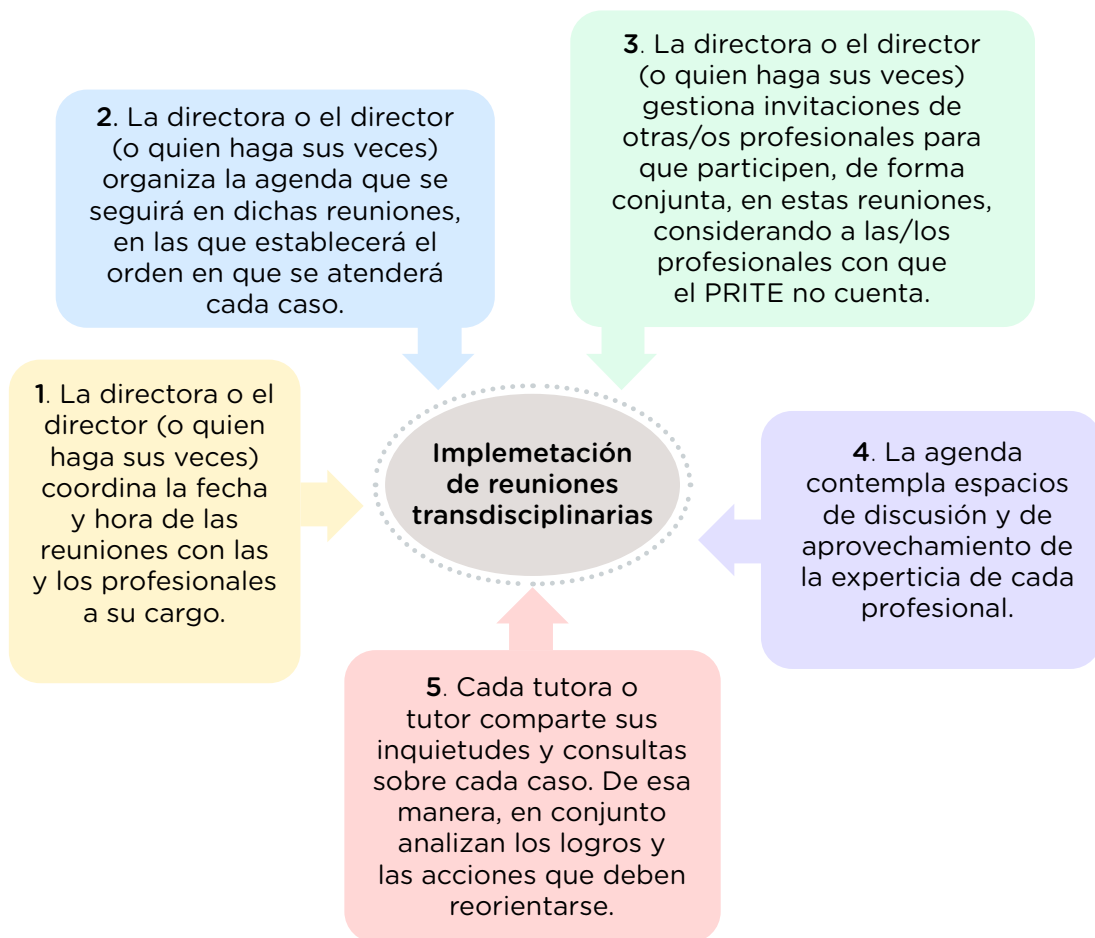 1. La directora o el
director (o quien
haga sus veces)
coordina la fecha
y hora de las
reuniones con las
y los profesionales
a su cargo.
2. La directora o el director
(o quien haga sus veces)
organiza la agenda que se
seguirá en dichas reuniones,
en las que establecerá el
orden en que se atenderá
cada caso.
3. La directora o el director
(o quien haga sus veces)
gestiona invitaciones de
otras/os profesionales para
que participen, de forma
conjunta, en estas reuniones,
considerando a las/los
profesionales con que
el PRITE no cuenta.
Implemetación
de reuniones
transdisciplinarias
4. La agenda
contempla espacios
de discusión y de
aprovechamiento de
la experticia de cada
profesional.
5. Cada tutora o
tutor comparte sus
inquietudes y consultas
sobre cada caso. De esa
manera, en conjunto
analizan los logros y
las acciones que deben
reorientarse.